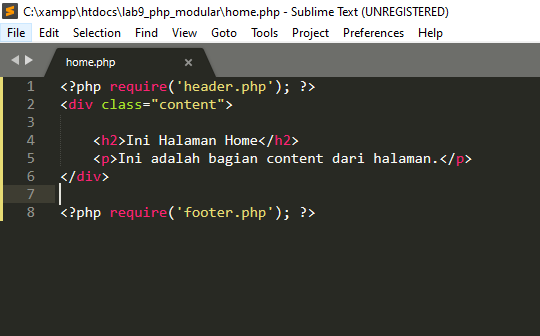 C:\xampp\htdocs\lab9_php_modular\home.php - Sublime Text (UNREGISTERED)
File Edit Selection Find View Goto Tools Project Preferences Help
home.php ×
1 <?php require('header.php'); ?>
2 <div class="content">
3
4 <h2>Ini Halaman Home</h2>
5 <p>Ini adalah bagian content dari halaman.</p>
6 </div>
7
8 <?php require('footer.php'); ?>